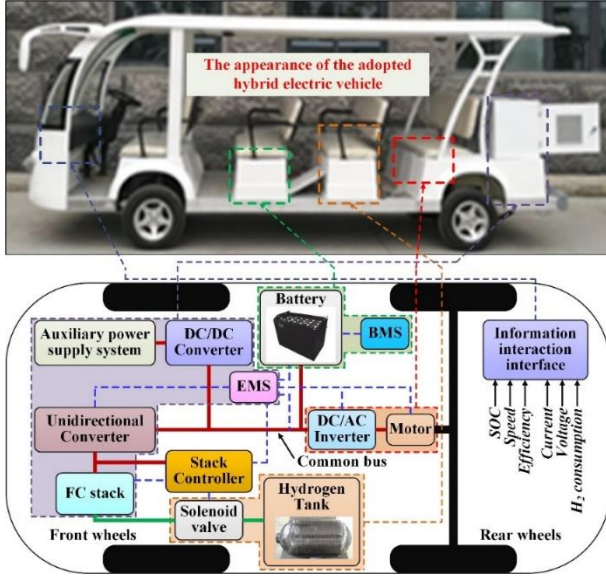 The appearance of the adopted
hybrid electric vehicle
Auxiliary power
supply system
DC/DC
Converter
Battery
BMS
EMS
Information
interaction
interface
Unidirectional
Converter
DC/AC
Inverter
Motor
SOC
Speed
Efficiency
Current
Voltage
H₂ consumption
Common bus
FC stack
Stack
Controller
Solenoid
valve
Hydrogen
Tank
Front wheels
Rear wheels